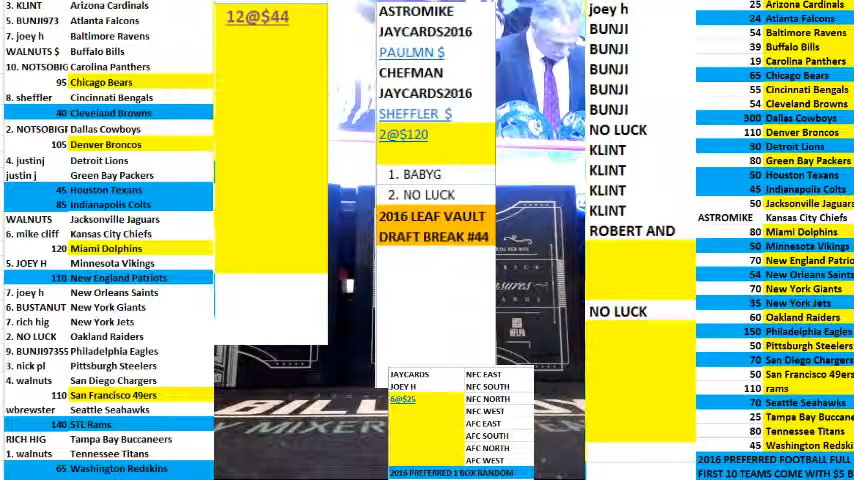 3. KLINT Arizona Cardinals
5. BUNJI973 Atlanta Falcons
7. joey h Baltimore Ravens
WALNUTS $ Buffalo Bills
10. NOTSOBIG Carolina Panthers
95 Chicago Bears
8. sheffler Cincinnati Bengals
40 Cleveland Browns
2. NOTSOBIGF Dallas Cowboys
105 Denver Broncos
4. justinj Detroit Lions
justin j Green Bay Packers
45 Houston Texans
85 Indianapolis Colts
WALNUTS Jacksonville Jaguars
6. mike cliff Kansas City Chiefs
120 Miami Dolphins
5. JOEY H Minnesota Vikings
110 New England Patriots
7. joey h New Orleans Saints
6. BUSTANUT New York Giants
7. rich hig New York Jets
2. NO LUCK Oakland Raiders
9. BUNJI97355 Philadelphia Eagles
3. nick pl Pittsburgh Steelers
4. walnuts San Diego Chargers
110 San Francisco 49ers
wbrewster Seattle Seahawks
140 STL Rams
RICH HIG Tampa Bay Buccaneers
1. walnuts Tennessee Titans
65 Washington Redskins
12@$44
ASTROMIKE
JAYCARDS2016
PAULMN $
CHEFMAN
JAYCARDS2016
SHEFFLER $
2@$120
1. BABYG
2. NO LUCK
2016 LEAF VAULT
DRAFT BREAK #44
JAYCARDS NFC EAST
JOEY H NFC SOUTH
6@$25 NFC NORTH
NFC WEST
AFC EAST
AFC SOUTH
AFC NORTH
AFC WEST
2016 PREFERRED 1 BOX RANDOM
joey h
BUNJI
BUNJI
BUNJI
BUNJI
BUNJI
NO LUCK
KLINT
KLINT
KLINT
KLINT
ROBERT AND
NO LUCK
25 Arizona Cardinals
24 Atlanta Falcons
54 Baltimore Ravens
39 Buffalo Bills
19 Carolina Panthers
65 Chicago Bears
55 Cincinnati Bengals
54 Cleveland Browns
300 Dallas Cowboys
110 Denver Broncos
30 Detroit Lions
80 Green Bay Packers
50 Houston Texans
45 Indianapolis Colts
50 Jacksonville Jaguars
ASTROMIKE Kansas City Chiefs
80 Miami Dolphins
50 Minnesota Vikings
70 New England Patrio
54 New Orleans Saints
70 New York Giants
35 New York Jets
60 Oakland Raiders
150 Philadelphia Eagles
50 Pittsburgh Steelers
70 San Diego Chargers
50 San Francisco 49ers
110 rams
70 Seattle Seahawks
25 Tampa Bay Buccane
80 Tennessee Titans
45 Washington Redski
2016 PREFERRED FOOTBALL FULL
FIRST 10 TEAMS COME WITH $5 B